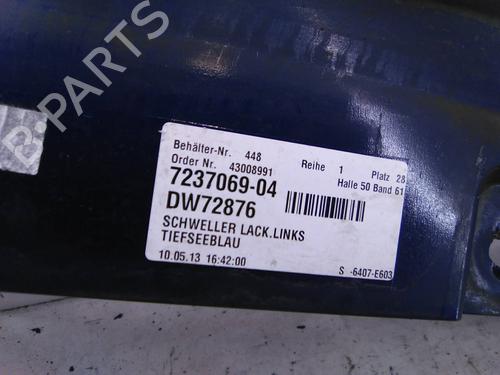 B-PARTS
Behälter-Nr. 448 Reihe 1 Platz 28
Order Nr. 43008991 Halle 50 Band 61
7237069-04
DW72876
SCHWELLER LACK.LINKS
TIEFSEEBLAU
10.05.13 16:42:00 S -6407-E603